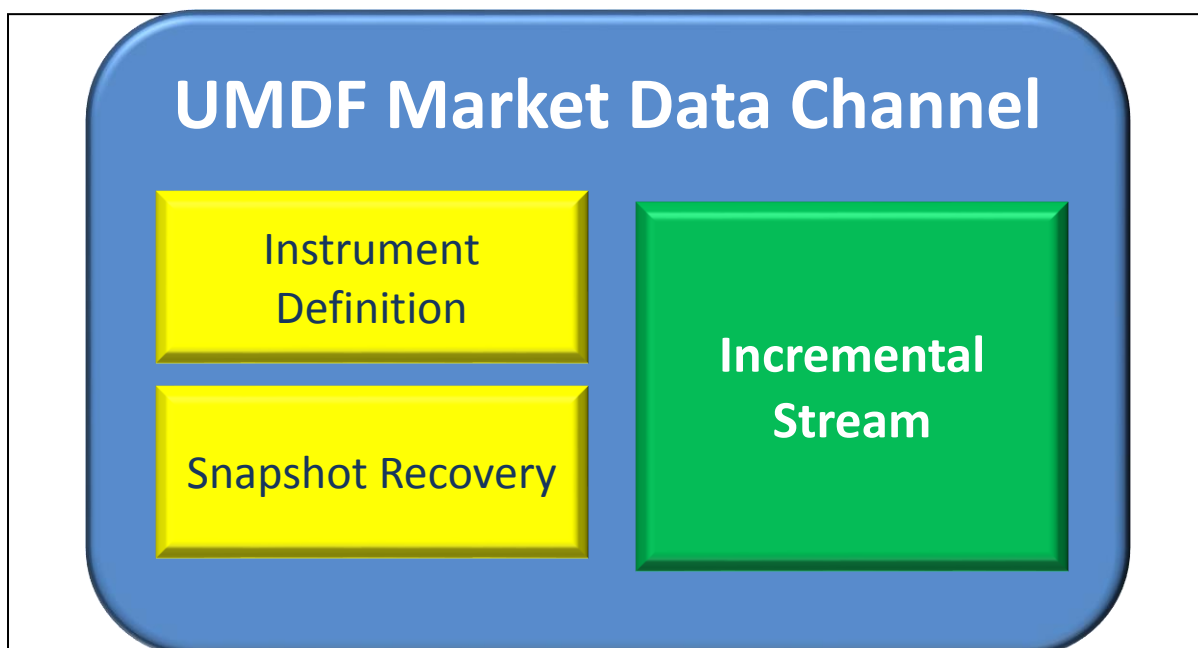 UMDF Market Data Channel
Instrument
Definition
Snapshot Recovery
Incremental
Stream